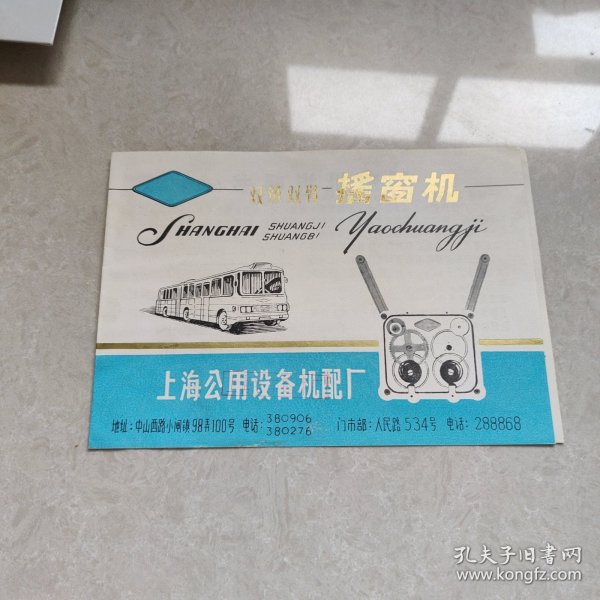 双级双臂 摇窗机
SHANGHAI SHUANGJI SHUANGBI Yaochuangji
上海公用设备机配厂
地址:中山西路小闸镇98弄100号 电话:380906 380276 门市部:人民路534号 电话:288868
孔夫子旧书网
www.kongfz.com